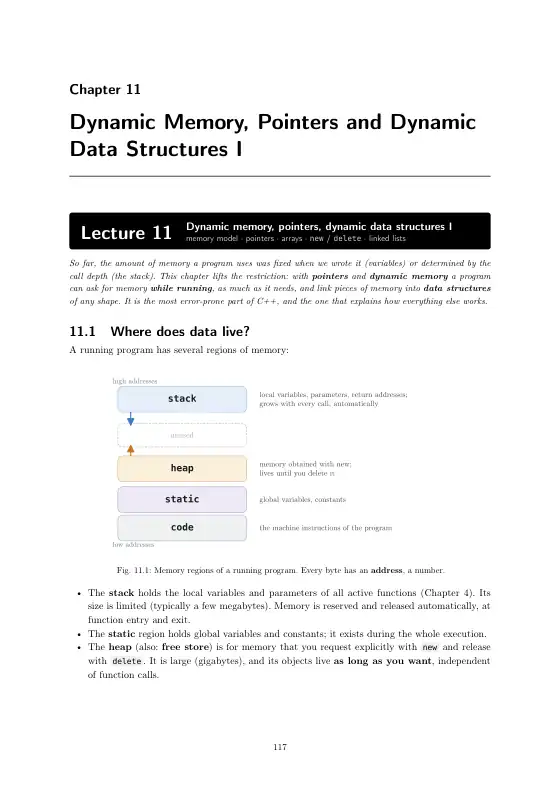 Chapter 11
Dynamic Memory, Pointers and Dynamic
Data Structures I
Lecture 11
Dynamic memory, pointers, dynamic data structures I
memory model · pointers · arrays · new / delete · linked lists
So far, the amount of memory a program uses was fixed when we wrote it (variables) or determined by the
call depth (the stack). This chapter lifts the restriction: with pointers and dynamic memory a program
can ask for memory while running, as much as it needs, and link pieces of memory into data structures
of any shape. It is the most error-prone part of C++, and the one that explains how everything else works.
11.1 Where does data live?
A running program has several regions of memory:
high addresses
stack
local variables, parameters, return addresses;
grows with every call, automatically
unused
heap
memory obtained with new;
lives until you delete it
static
global variables, constants
code
the machine instructions of the program
low addresses
Fig. 11.1: Memory regions of a running program. Every byte has an address, a number.
• The stack holds the local variables and parameters of all active functions (Chapter 4). Its
size is limited (typically a few megabytes). Memory is reserved and released automatically, at
function entry and exit.
• The static region holds global variables and constants; it exists during the whole execution.
• The heap (also: free store) is for memory that you request explicitly with new and release
with delete. It is large (gigabytes), and its objects live as long as you want, independent
of function calls.
117